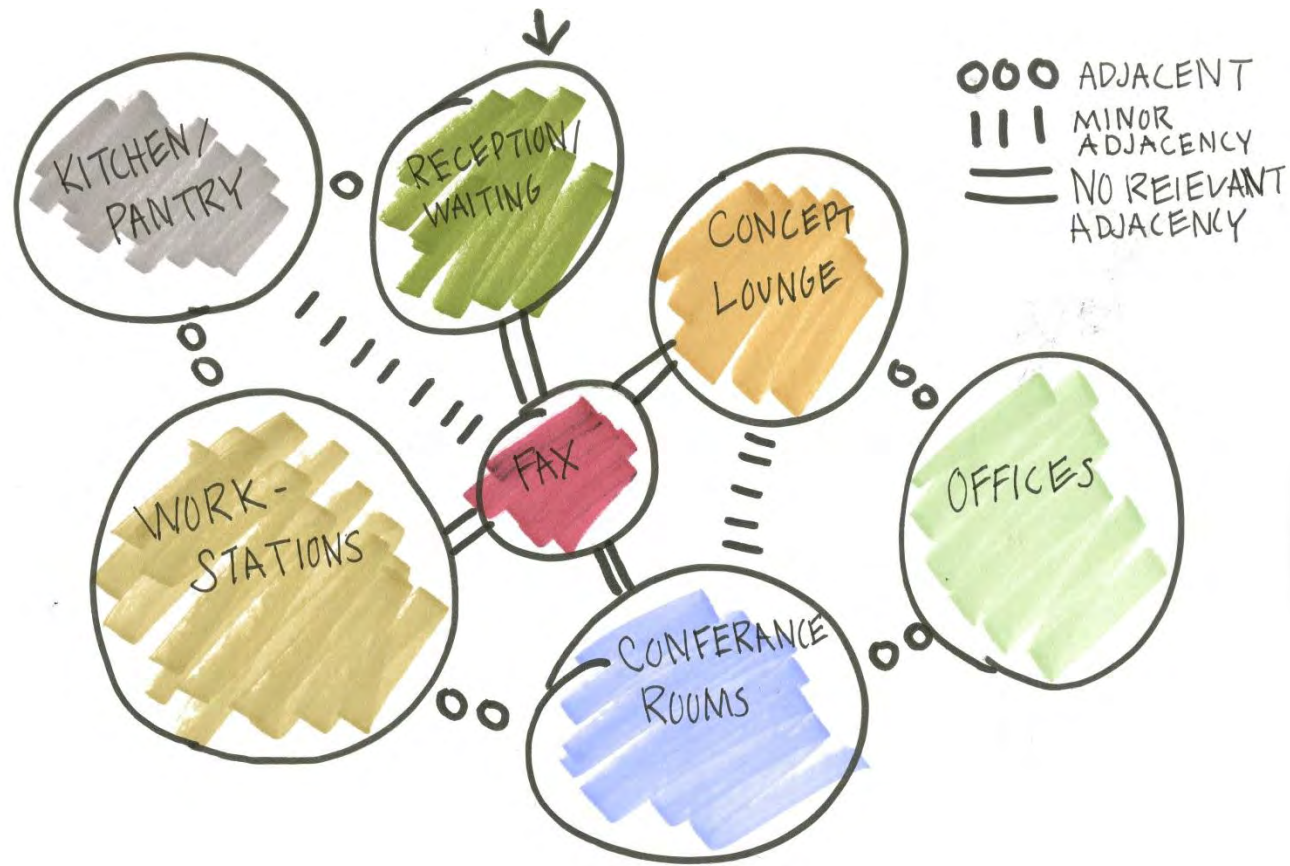 KITCHEN/
PANTRY
RECEPTION/
WAITING
CONCEPT
LOUNGE
ADJACENT
MINOR
ADJACENCY
NO REIEVANT
ADJACENCY
WORK-
STATIONS
FAX
OFFICES
CONFERANCE
ROOMS